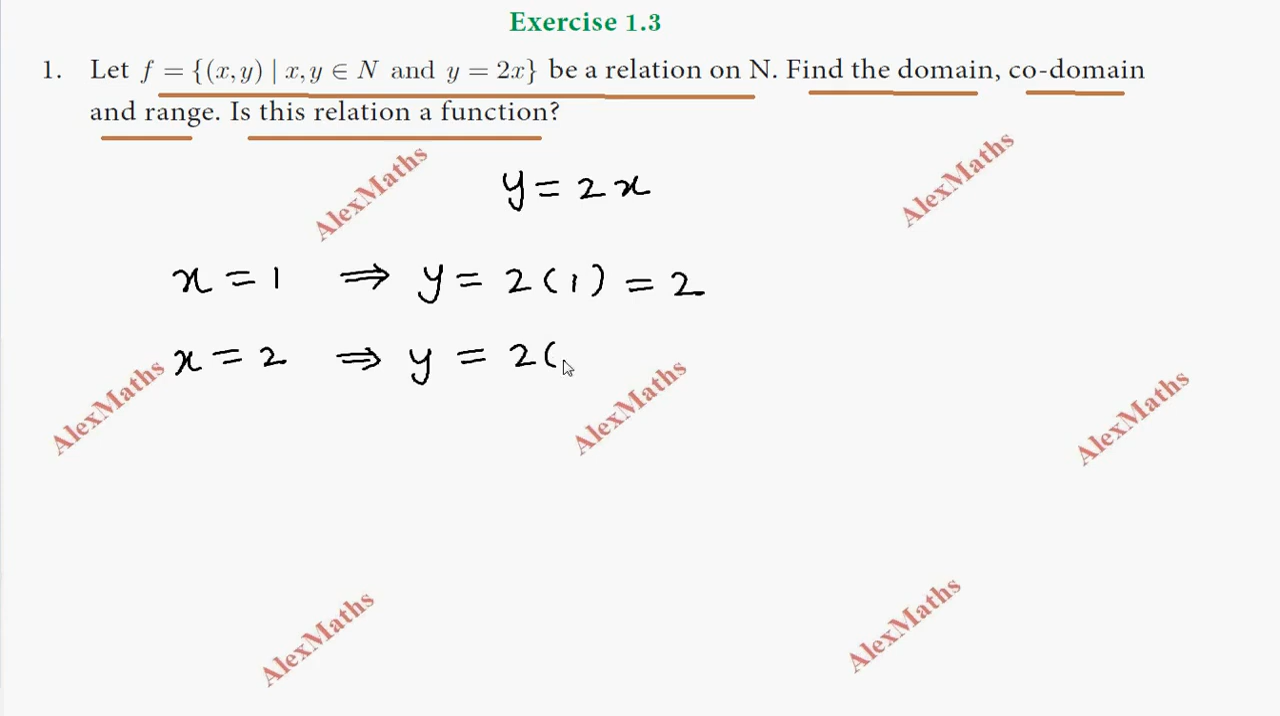 Exercise 1.3
1. Let f = {(x, y) | x, y ∈ N and y = 2x} be a relation on N. Find the domain, co-domain
and range. Is this relation a function?
AlexMaths
AlexMaths
y = 2x
x = 1 ⇒ y = 2(1) = 2
x = 2 ⇒ y = 2(
AlexMaths
AlexMaths
AlexMaths
AlexMaths
AlexMaths